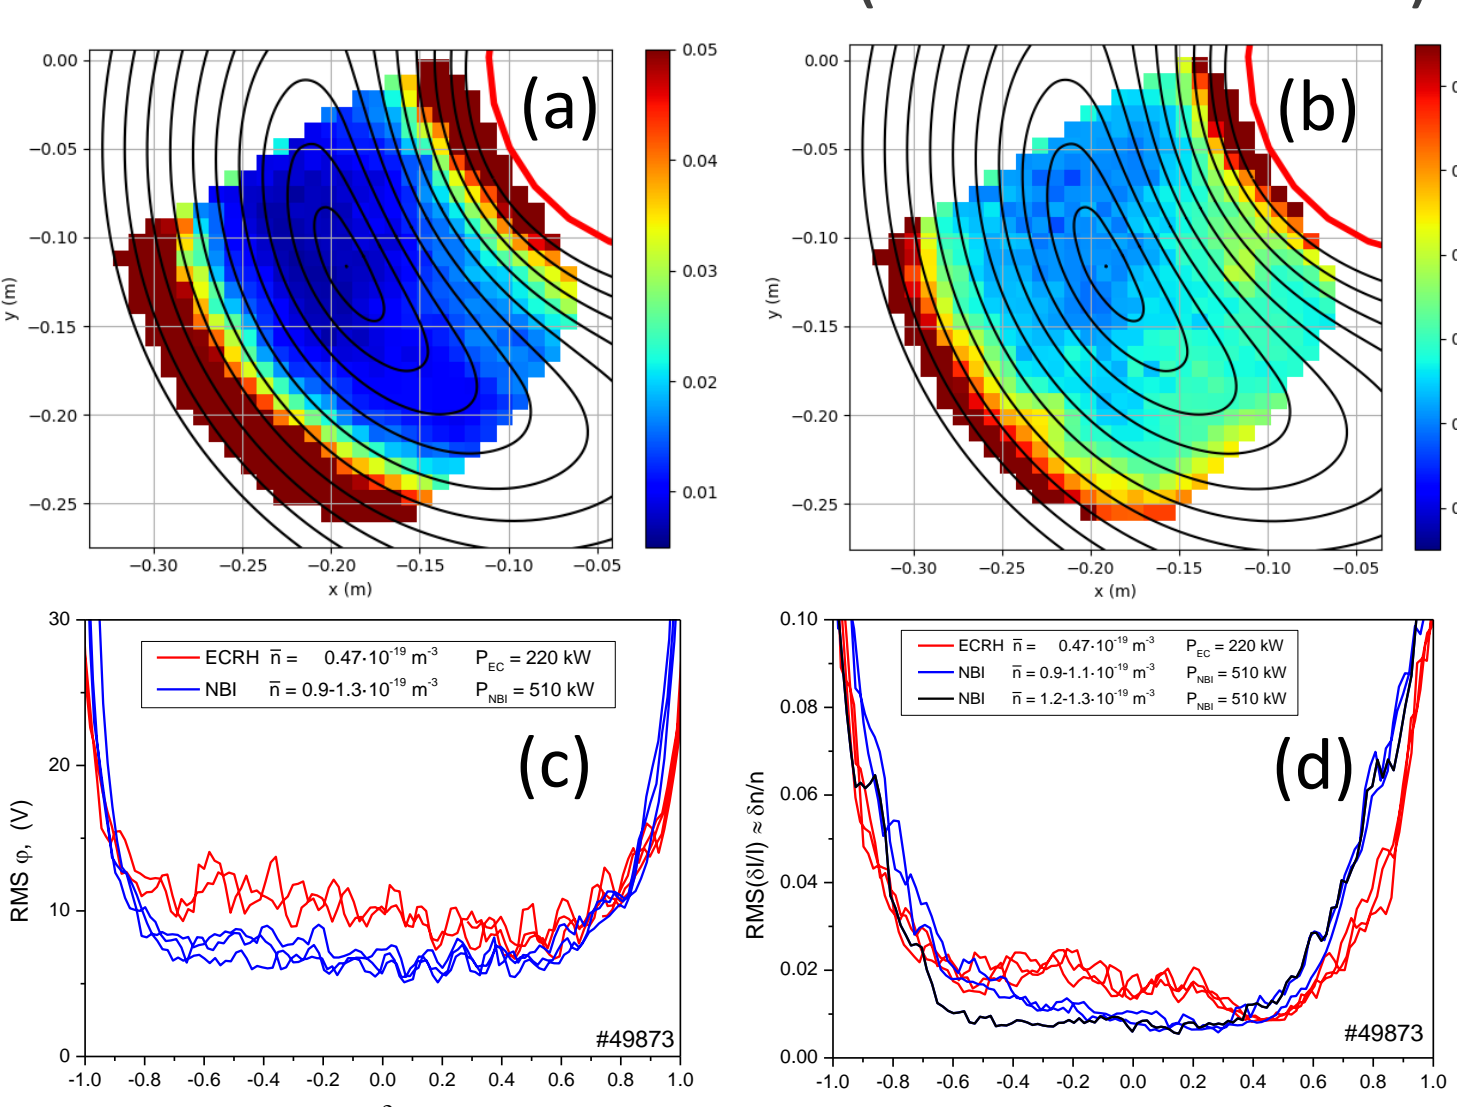 (a)
0.00
−0.05
−0.10
−0.15
−0.20
−0.25
y (m)
−0.30 −0.25 −0.20 −0.15 −0.10 −0.05
x (m)
0.05
0.04
0.03
0.02
0.01
(b)
0.00
−0.05
−0.10
−0.15
−0.20
−0.25
y (m)
−0.30 −0.25 −0.20 −0.15 −0.10 −0.05
x (m)
(c)
ECRH n̅ = 0.47·10⁻¹⁹ m⁻³ P_EC = 220 kW
NBI n̅ = 0.9-1.3·10⁻¹⁹ m⁻³ P_NBI = 510 kW
30
20
10
0
RMS φ, (V)
#49873
-1.0 -0.8 -0.6 -0.4 -0.2 0.0 0.2 0.4 0.6 0.8 1.0
(d)
ECRH n̅ = 0.47·10⁻¹⁹ m⁻³ P_EC = 220 kW
NBI n̅ = 0.9-1.1·10⁻¹⁹ m⁻³ P_NBI = 510 kW
NBI n̅ = 1.2-1.3·10⁻¹⁹ m⁻³ P_NBI = 510 kW
0.10
0.08
0.06
0.04
0.02
0.00
RMS(δI/I) ≈ δn/n
#49873
-1.0 -0.8 -0.6 -0.4 -0.2 0.0 0.2 0.4 0.6 0.8 1.0